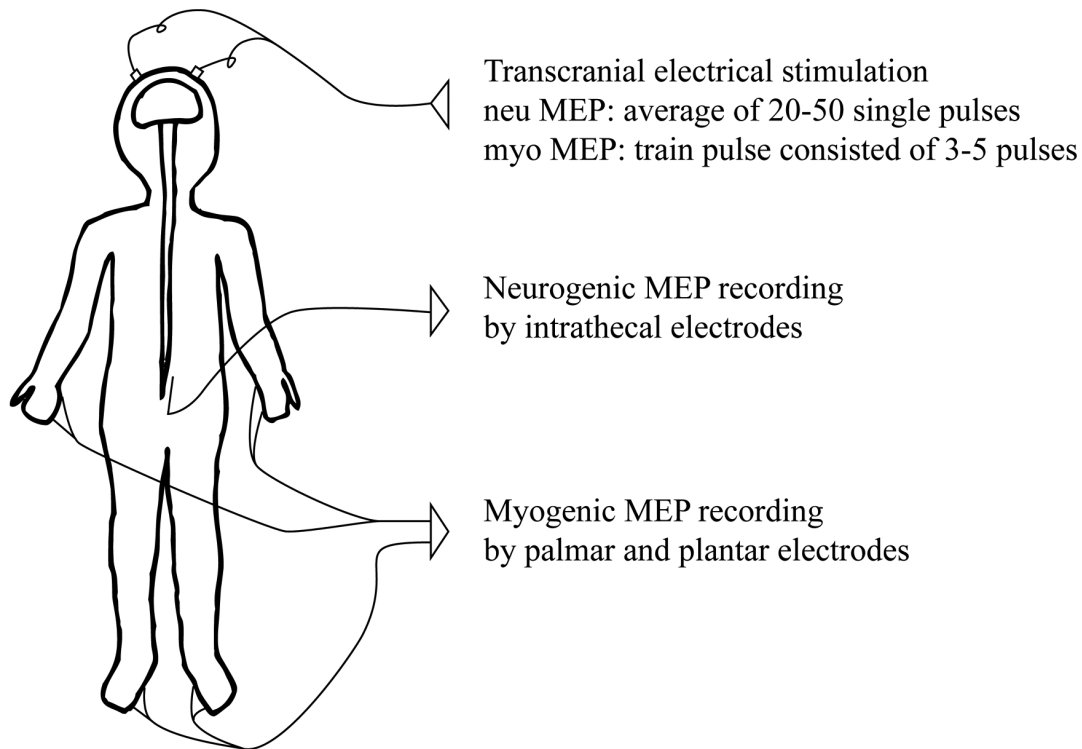 Transcranial electrical stimulation
neu MEP: average of 20-50 single pulses
myo MEP: train pulse consisted of 3-5 pulses
Neurogenic MEP recording
by intrathecal electrodes
Myogenic MEP recording
by palmar and plantar electrodes